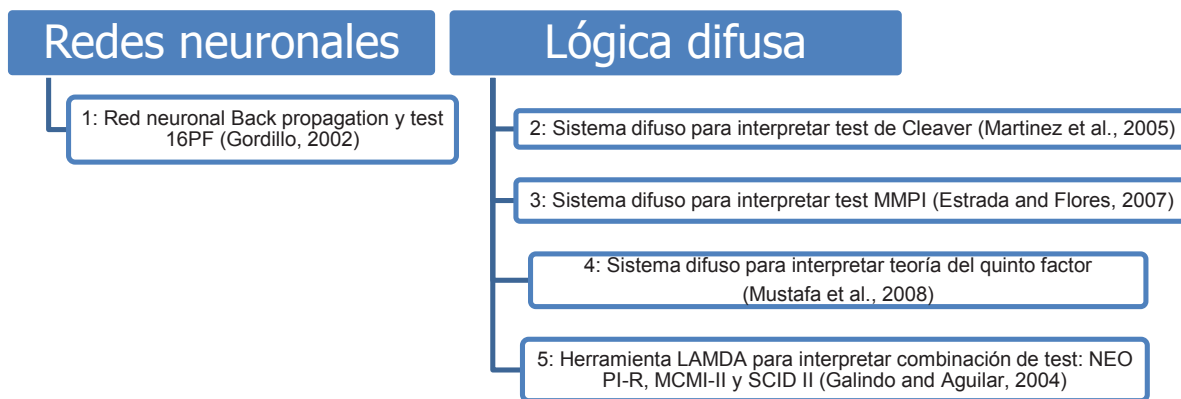 Redes neuronales
1: Red neuronal Back propagation y test
16PF (Gordillo, 2002)
Lógica difusa
2: Sistema difuso para interpretar test de Cleaver (Martinez et al., 2005)
3: Sistema difuso para interpretar test MMPI (Estrada and Flores, 2007)
4: Sistema difuso para interpretar teoría del quinto factor
(Mustafa et al., 2008)
5: Herramienta LAMDA para interpretar combinación de test: NEO
PI-R, MCMI-II y SCID II (Galindo and Aguilar, 2004)